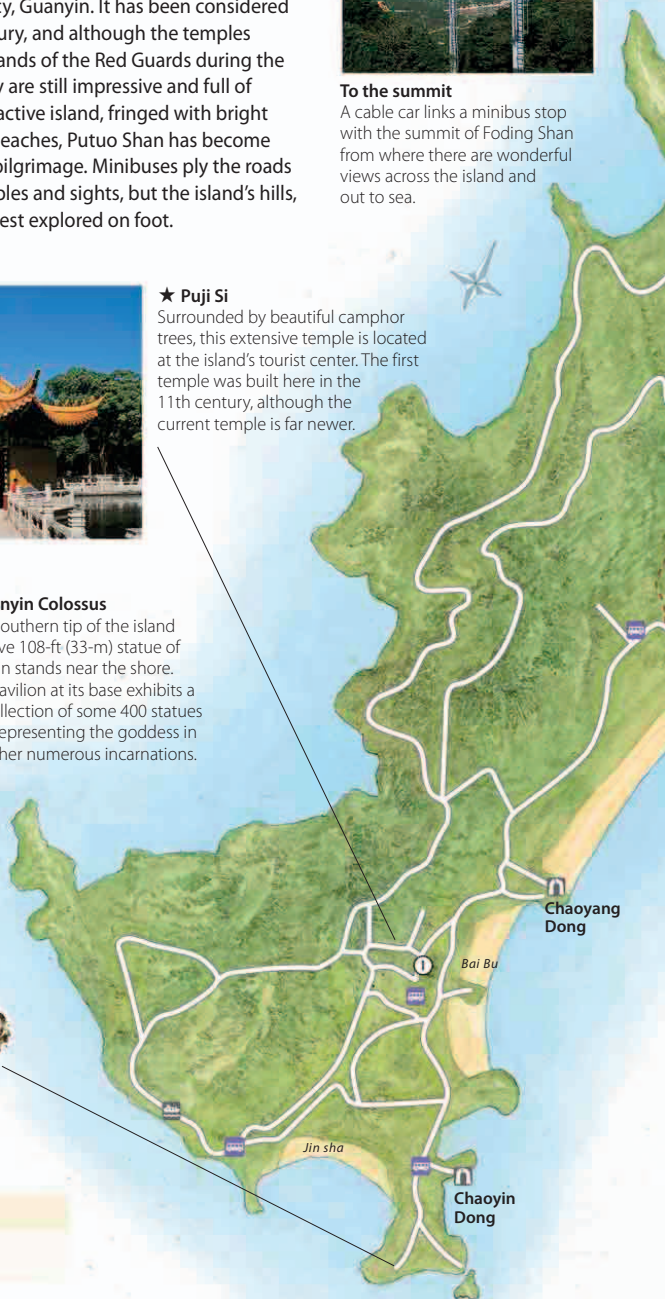 ty, Guanyin. It has been considered
ury, and although the temples
ands of the Red Guards during the
y are still impressive and full of
active island, fringed with bright
eaches, Putuo Shan has become
pilgrimage. Minibuses ply the roads
ples and sights, but the island's hills,
est explored on foot.
To the summit
A cable car links a minibus stop
with the summit of Foding Shan
from where there are wonderful
views across the island and
out to sea.
★ Puji Si
Surrounded by beautiful camphor
trees, this extensive temple is located
at the island's tourist center. The first
temple was built here in the
11th century, although the
current temple is far newer.
nyin Colossus
outhern tip of the island
ve 108-ft (33-m) statue of
n stands near the shore.
avilion at its base exhibits a
llection of some 400 statues
epresenting the goddess in
her numerous incarnations.
Chaoyang
Dong
Bai Bu
Jin sha
Chaoyin
Dong